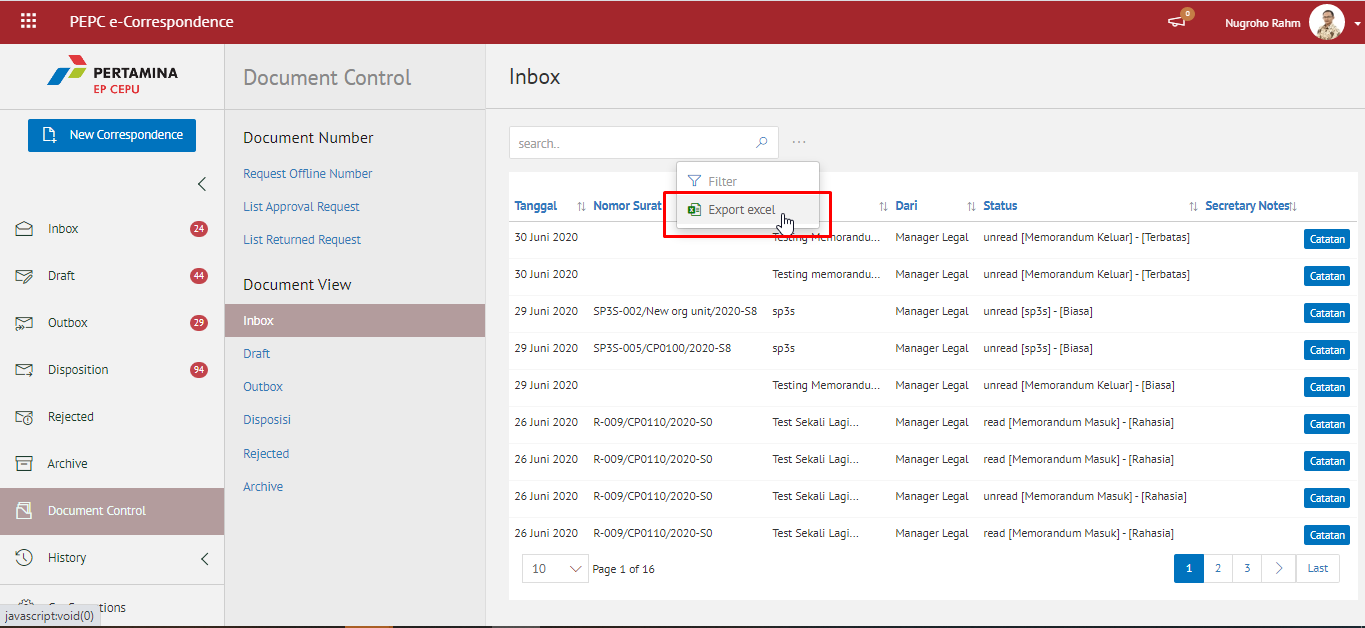 PEPC e-Correspondence
0
Nugroho Rahm
PERTAMINA
EP CEPU
New Correspondence
Inbox 24
Draft 44
Outbox 29
Disposition 94
Rejected
Archive
Document Control
History
javascript:void(0)
Document Control
Document Number
Request Offline Number
List Approval Request
List Returned Request
Document View
Inbox
Draft
Outbox
Disposisi
Rejected
Archive
Inbox
search..
...
Filter
Export excel
Tanggal Nomor Surat Dari Status Secretary Notes
30 Juni 2020 Testing Memorandu... Manager Legal unread [Memorandum Keluar] - [Terbatas] Catatan
30 Juni 2020 Testing memorandu... Manager Legal unread [Memorandum Keluar] - [Terbatas] Catatan
29 Juni 2020 SP3S-002/New org unit/2020-S8 sp3s Manager Legal unread [sp3s] - [Biasa] Catatan
29 Juni 2020 SP3S-005/CP0100/2020-S8 sp3s Manager Legal unread [sp3s] - [Biasa] Catatan
29 Juni 2020 Testing Memorandu... Manager Legal unread [Memorandum Keluar] - [Biasa] Catatan
26 Juni 2020 R-009/CP0110/2020-S0 Test Sekali Lagi... Manager Legal read [Memorandum Masuk] - [Rahasia] Catatan
26 Juni 2020 R-009/CP0110/2020-S0 Test Sekali Lagi... Manager Legal read [Memorandum Masuk] - [Rahasia] Catatan
26 Juni 2020 R-009/CP0110/2020-S0 Test Sekali Lagi... Manager Legal unread [Memorandum Masuk] - [Rahasia] Catatan
26 Juni 2020 R-009/CP0110/2020-S0 Test Sekali Lagi... Manager Legal read [Memorandum Masuk] - [Rahasia] Catatan
10 Page 1 of 16 1 2 3 Last